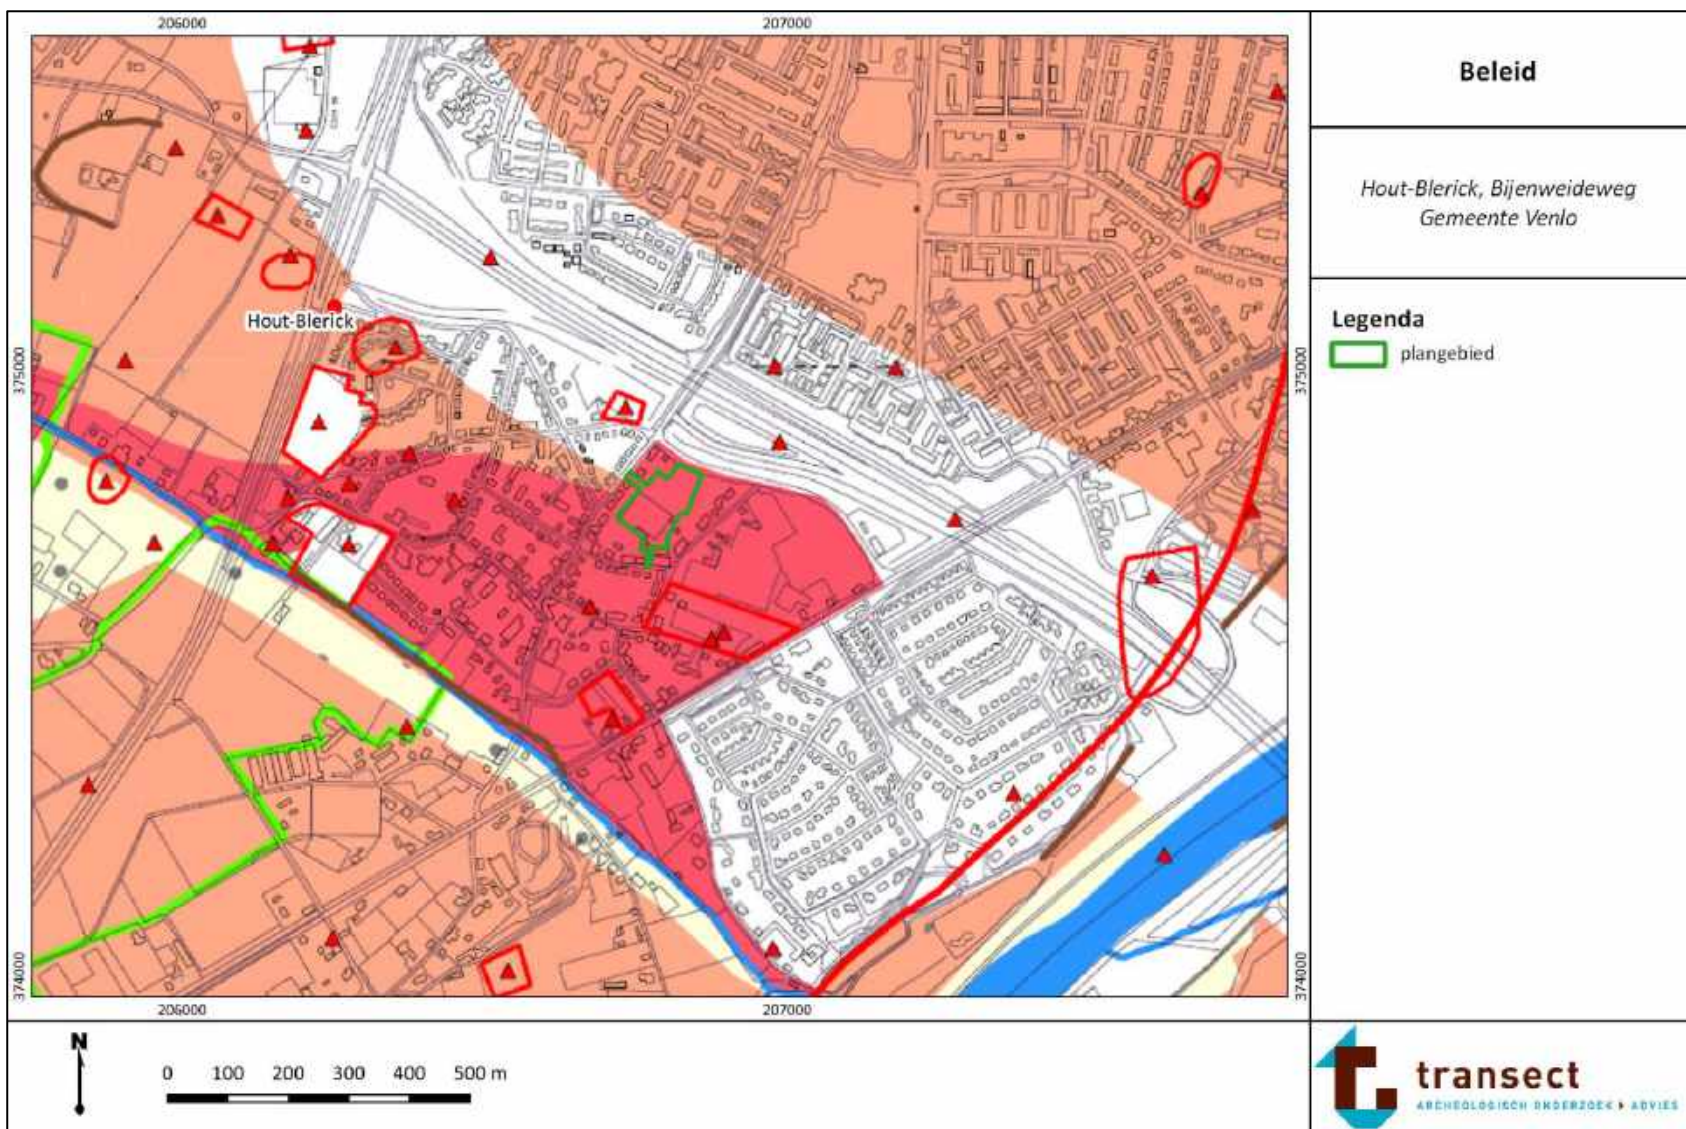 206000
207000
375000
375000
374000
374000
Hout-Blerick
206000
207000
Beleid
Hout-Blerick, Bijenweideweg
Gemeente Venlo
Legenda
plangebied
N
0 100 200 300 400 500 m
transect
ARCHEOLOGISCH ONDERZOEK ADVIES